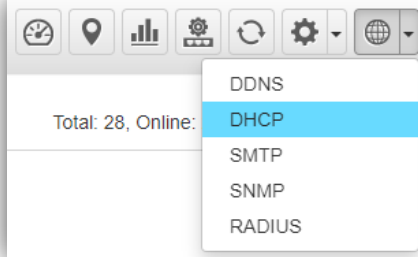 DDNS
Total: 28, Online:
DHCP
SMTP
SNMP
RADIUS